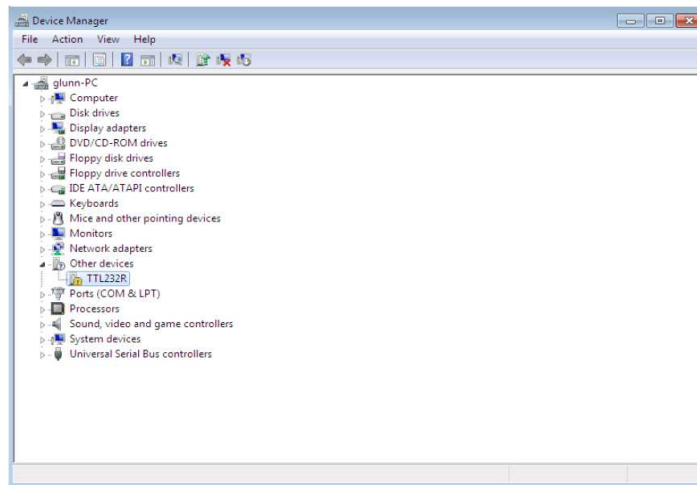 Device Manager
File Action View Help
glunn-PC
Computer
Disk drives
Display adapters
DVD/CD-ROM drives
Floppy disk drives
Floppy drive controllers
IDE ATA/ATAPI controllers
Keyboards
Mice and other pointing devices
Monitors
Network adapters
Other devices
TTL232R
Ports (COM & LPT)
Processors
Sound, video and game controllers
System devices
Universal Serial Bus controllers